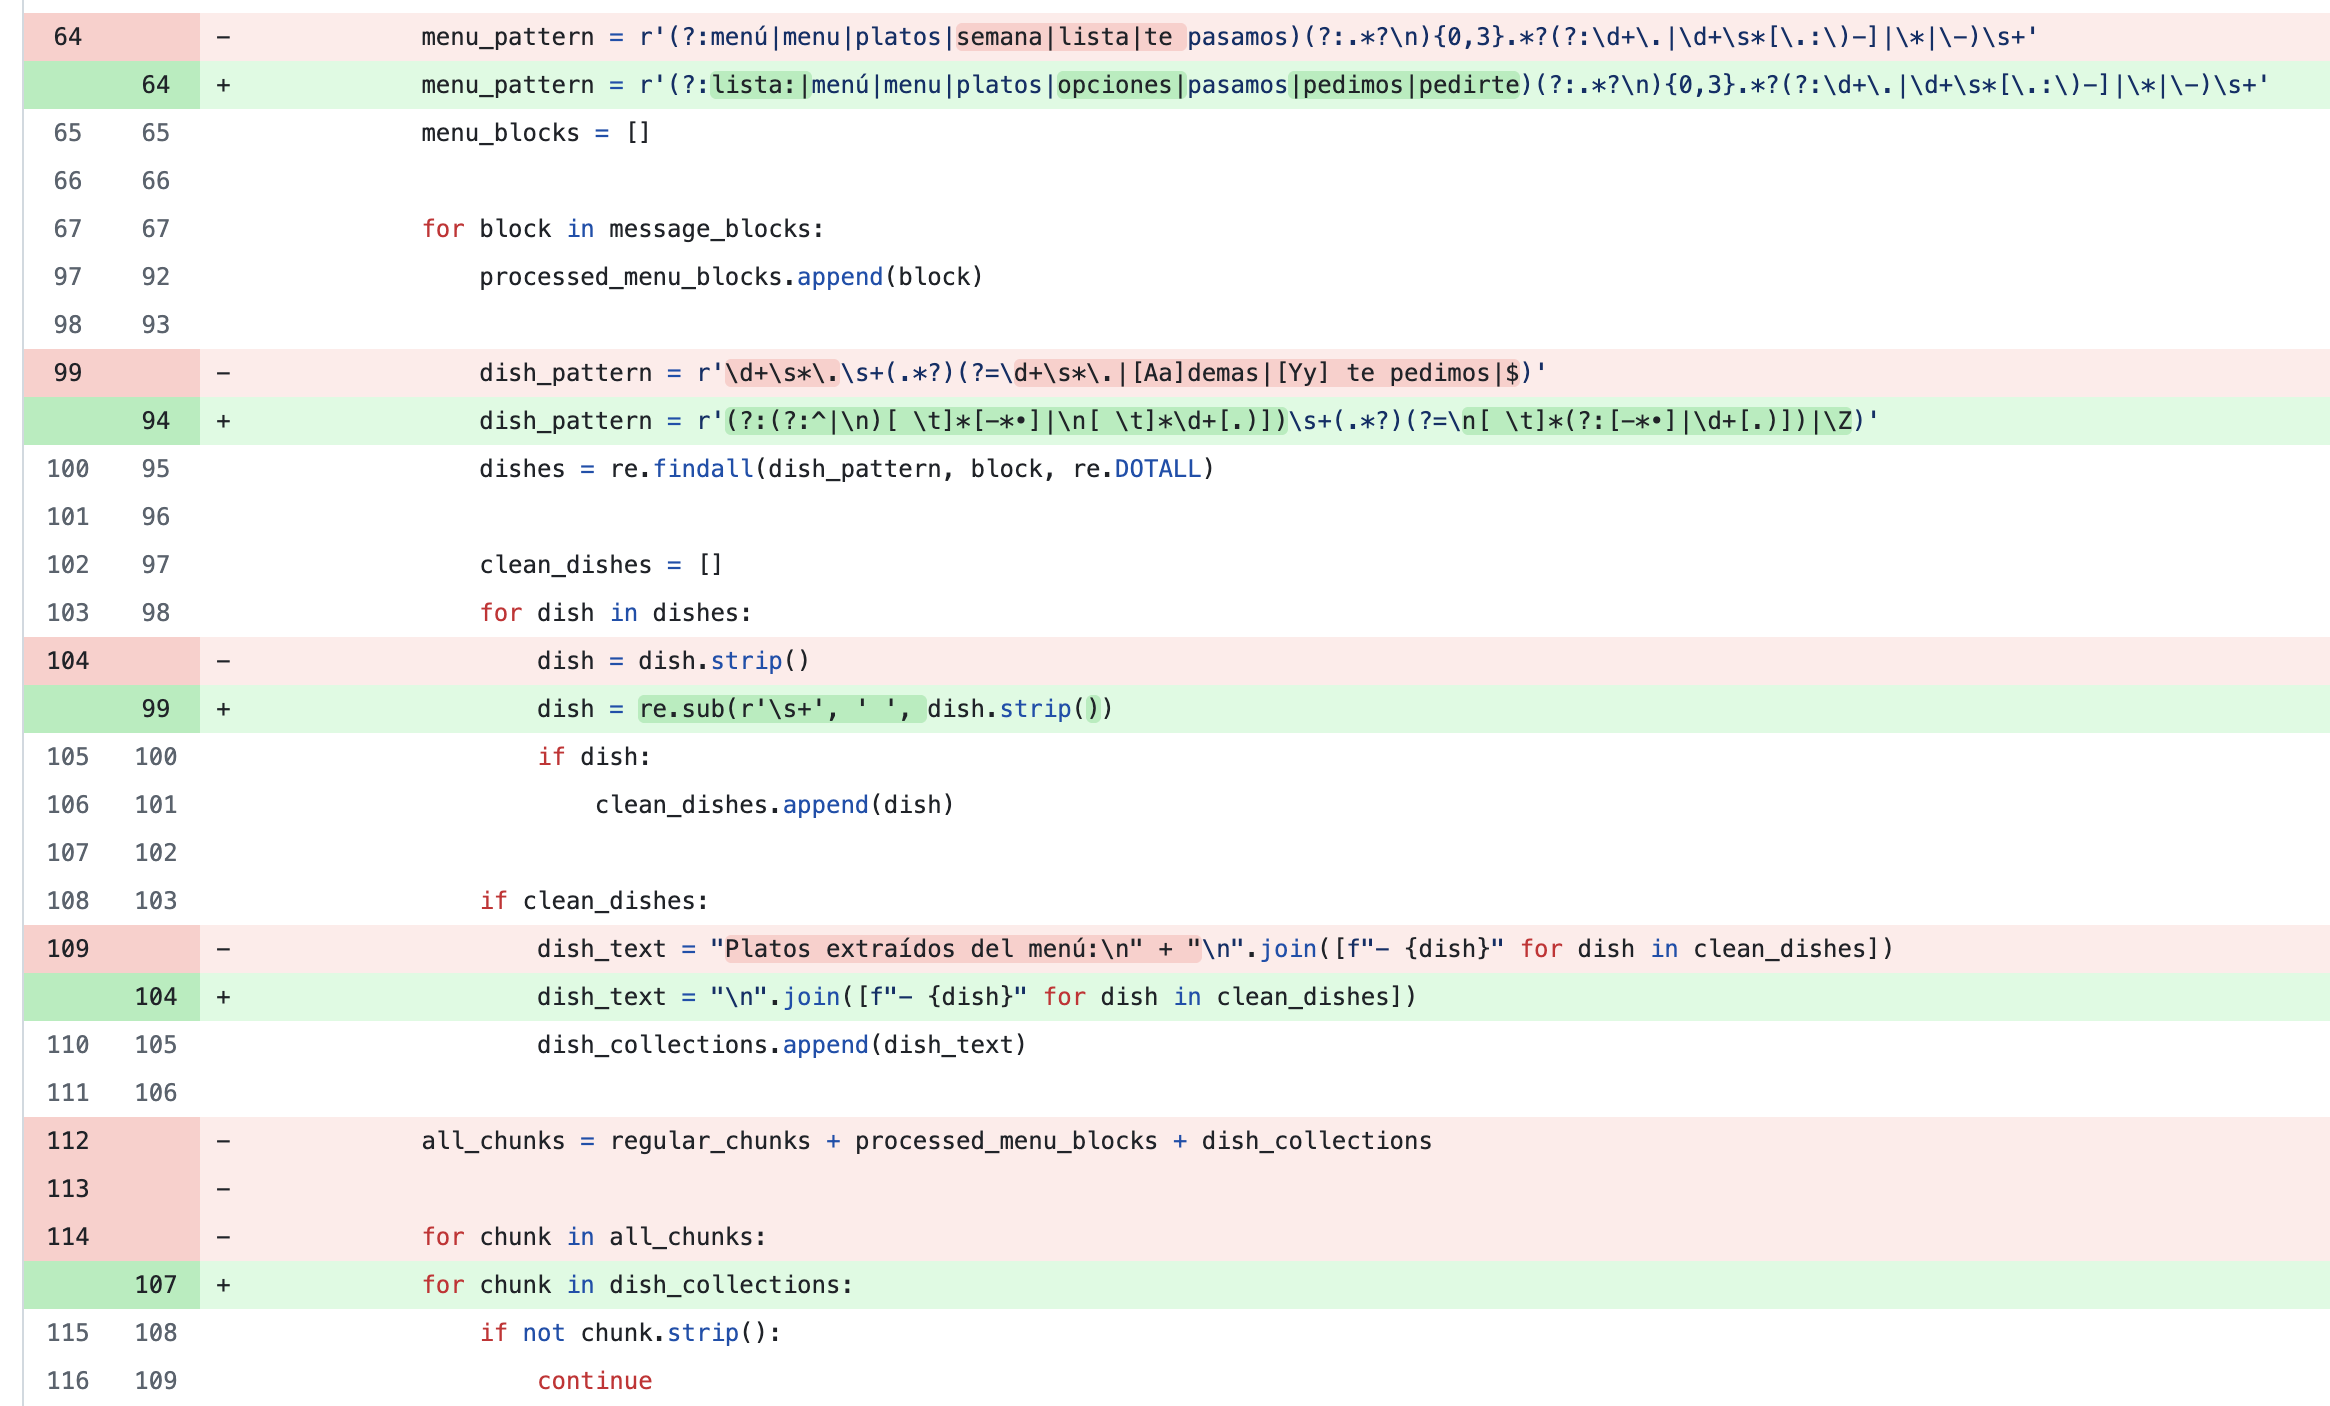 64 − menu_pattern = r'(?:menú|menu|platos|semana|lista|te pasamos)(?:.*?\n){0,3}.*?(?:\d+\.|\d+\s*[\.:\)-]|\*|\-)\s+'
64 + menu_pattern = r'(?:lista:|menú|menu|platos|opciones|pasamos|pedimos|pedirte)(?:.*?\n){0,3}.*?(?:\d+\.|\d+\s*[\.:\)-]|\*|\-)\s+'
65 65 menu_blocks = []
66 66
67 67 for block in message_blocks:
97 92 processed_menu_blocks.append(block)
98 93
99 − dish_pattern = r'\d+\s*\.\s+(.*?)(?=\d+\s*\.|[Aa]demas|[Yy] te pedimos|$)'
94 + dish_pattern = r'(?:(?:^|\n)[ \t]*[-*•]|\n[ \t]*\d+[.)])\s+(.*?)(?=\n[ \t]*(?:[-*•]|\d+[.)])|\Z)'
100 95 dishes = re.findall(dish_pattern, block, re.DOTALL)
101 96
102 97 clean_dishes = []
103 98 for dish in dishes:
104 − dish = dish.strip()
99 + dish = re.sub(r'\s+', ' ', dish.strip())
105 100 if dish:
106 101 clean_dishes.append(dish)
107 102
108 103 if clean_dishes:
109 − dish_text = "Platos extraídos del menú:\n" + "\n".join([f"- {dish}" for dish in clean_dishes])
104 + dish_text = "\n".join([f"- {dish}" for dish in clean_dishes])
110 105 dish_collections.append(dish_text)
111 106
112 − all_chunks = regular_chunks + processed_menu_blocks + dish_collections
113 −
114 − for chunk in all_chunks:
107 + for chunk in dish_collections:
115 108 if not chunk.strip():
116 109 continue